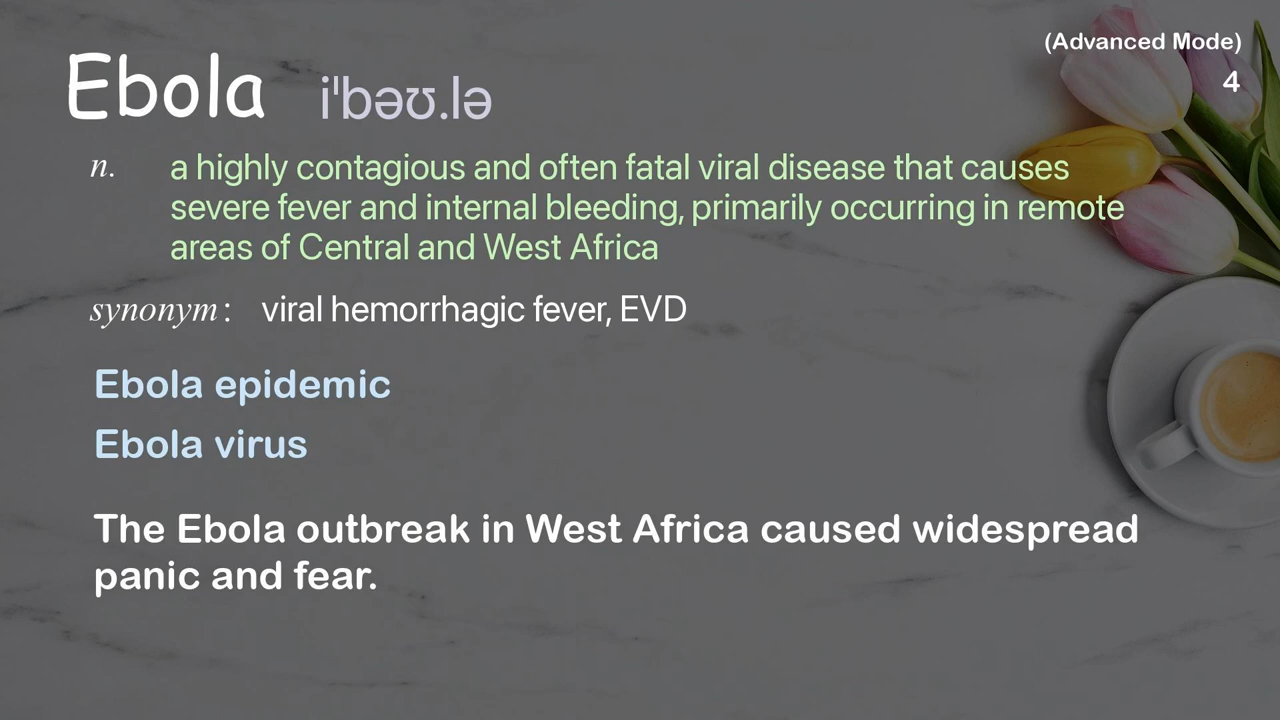 (Advanced Mode)
4
Ebola iˈbəʊ.lə
n. a highly contagious and often fatal viral disease that causes
severe fever and internal bleeding, primarily occurring in remote
areas of Central and West Africa
synonym: viral hemorrhagic fever, EVD
Ebola epidemic
Ebola virus
The Ebola outbreak in West Africa caused widespread
panic and fear.